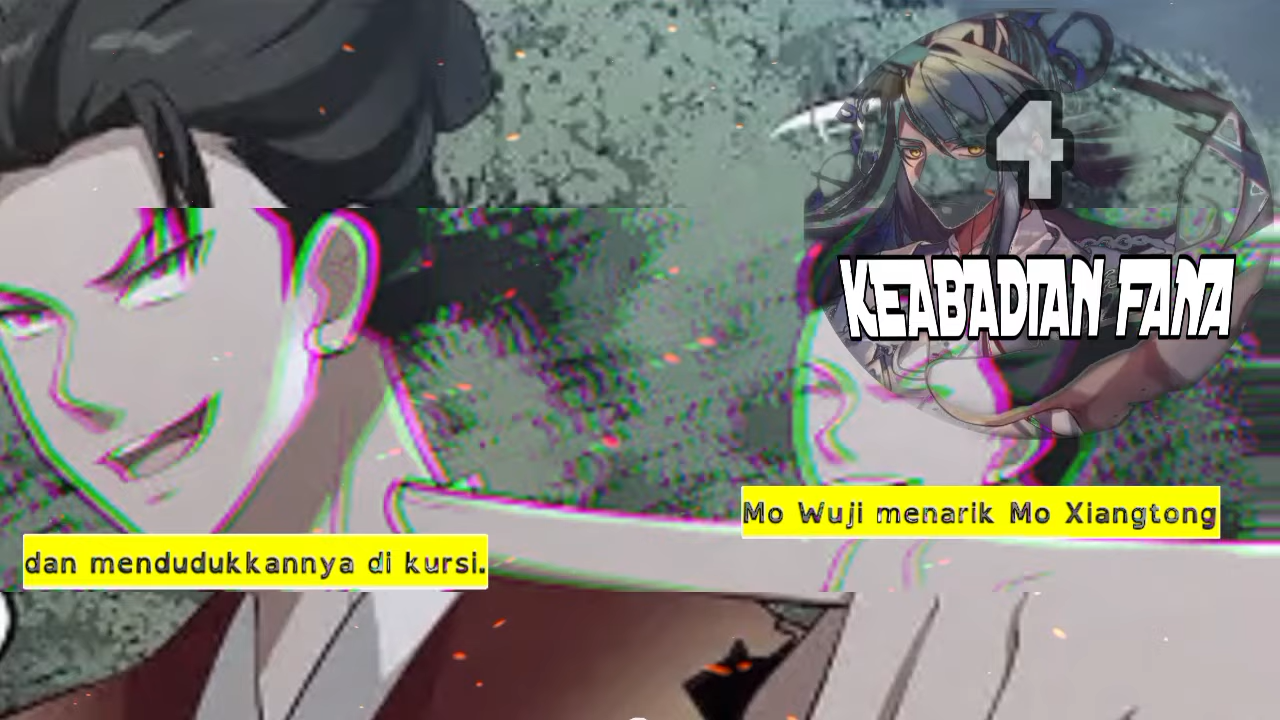 4
KEABADIAN FANA
Mo Wuji menarik Mo Xiangtong
dan mendudukkannya di kursi.